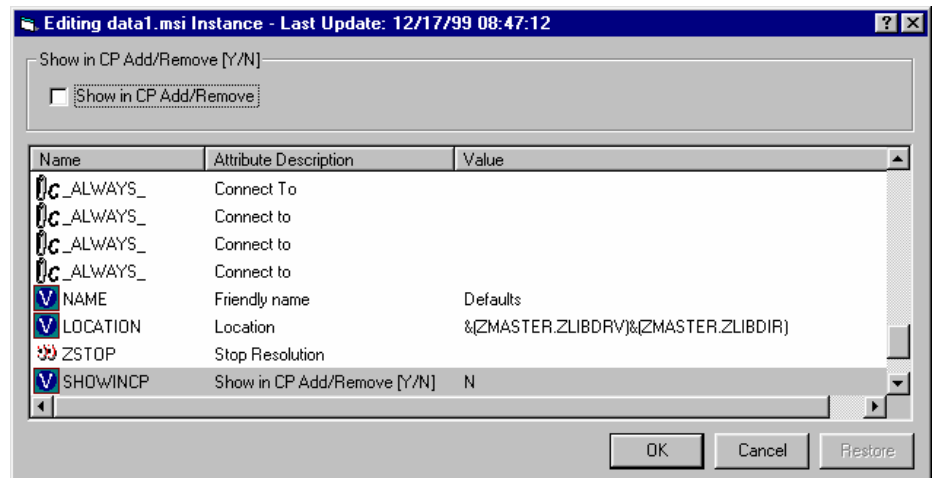 Editing data1.msi Instance - Last Update: 12/17/99 08:47:12
Show in CP Add/Remove [Y/N]
Show in CP Add/Remove
Name Attribute Description Value
_ALWAYS_ Connect To
_ALWAYS_ Connect to
_ALWAYS_ Connect to
_ALWAYS_ Connect to
NAME Friendly name Defaults
LOCATION Location &(ZMASTER.ZLIBDRV)&(ZMASTER.ZLIBDIR)
ZSTOP Stop Resolution
SHOWINCP Show in CP Add/Remove [Y/N] N
OK Cancel Restore